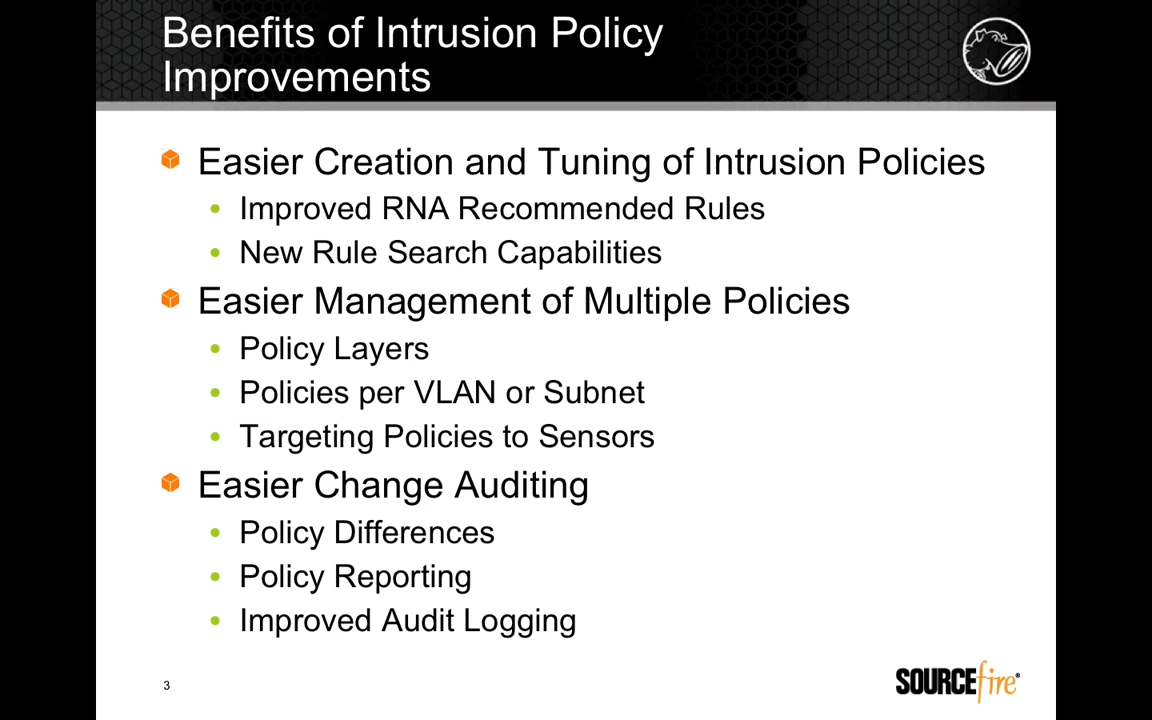 Benefits of Intrusion Policy
Improvements
Easier Creation and Tuning of Intrusion Policies
Improved RNA Recommended Rules
New Rule Search Capabilities
Easier Management of Multiple Policies
Policy Layers
Policies per VLAN or Subnet
Targeting Policies to Sensors
Easier Change Auditing
Policy Differences
Policy Reporting
Improved Audit Logging
3
SOURCEfire®